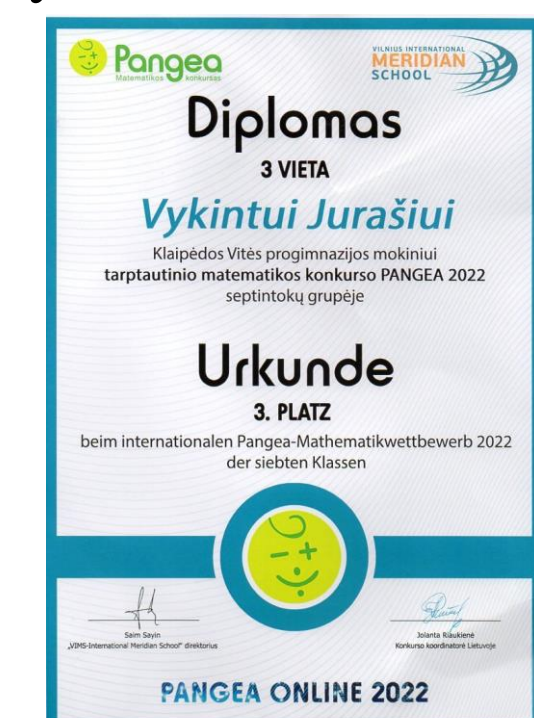 Pangea
Matematikos konkursas
VILNIUS INTERNATIONAL
MERIDIAN
SCHOOL
Diplomas
3 VIETA
Vykintui Jurašiui
Klaipėdos Vitės progimnazijos mokiniui
tarptautinio matematikos konkurso PANGEA 2022
septintokų grupėje
Urkunde
3. PLATZ
beim internationalen Pangea-Mathematikwettbewerb 2022
der siebten Klassen
Saim Sayin
„VIMS-International Meridian School“ direktorius
Jolanta Riaukienė
Konkurso koordinatorė Lietuvoje
PANGEA ONLINE 2022